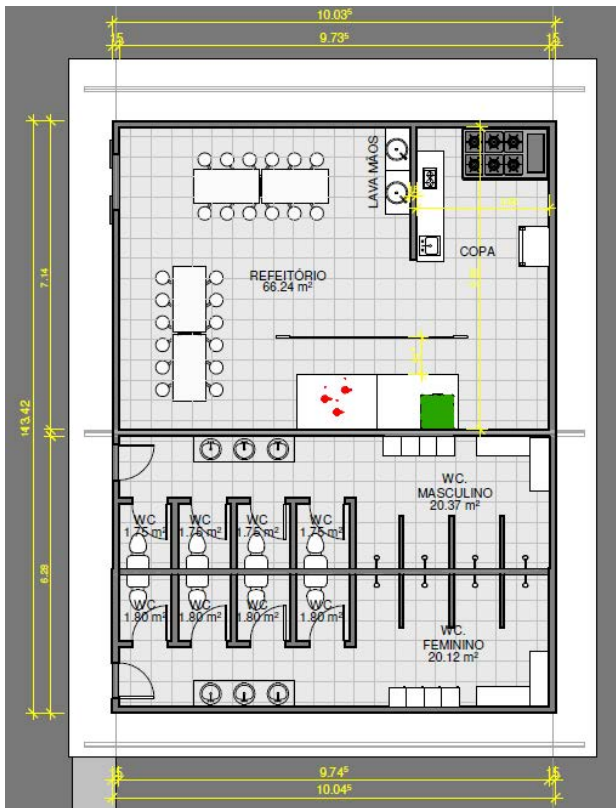 10.03⁵
15
9.73⁵
15
LAVA MÃOS
COPA
REFEITÓRIO
66.24 m²
7.14
143.42
6.28
WC.
MASCULINO
20.37 m²
WC
1.75 m²
WC
1.75 m²
WC
1.75 m²
WC
1.75 m²
WC
1.80 m²
WC
1.80 m²
WC
1.80 m²
WC
1.80 m²
WC.
FEMININO
20.12 m²
15
9.74⁵
15
10.04⁵